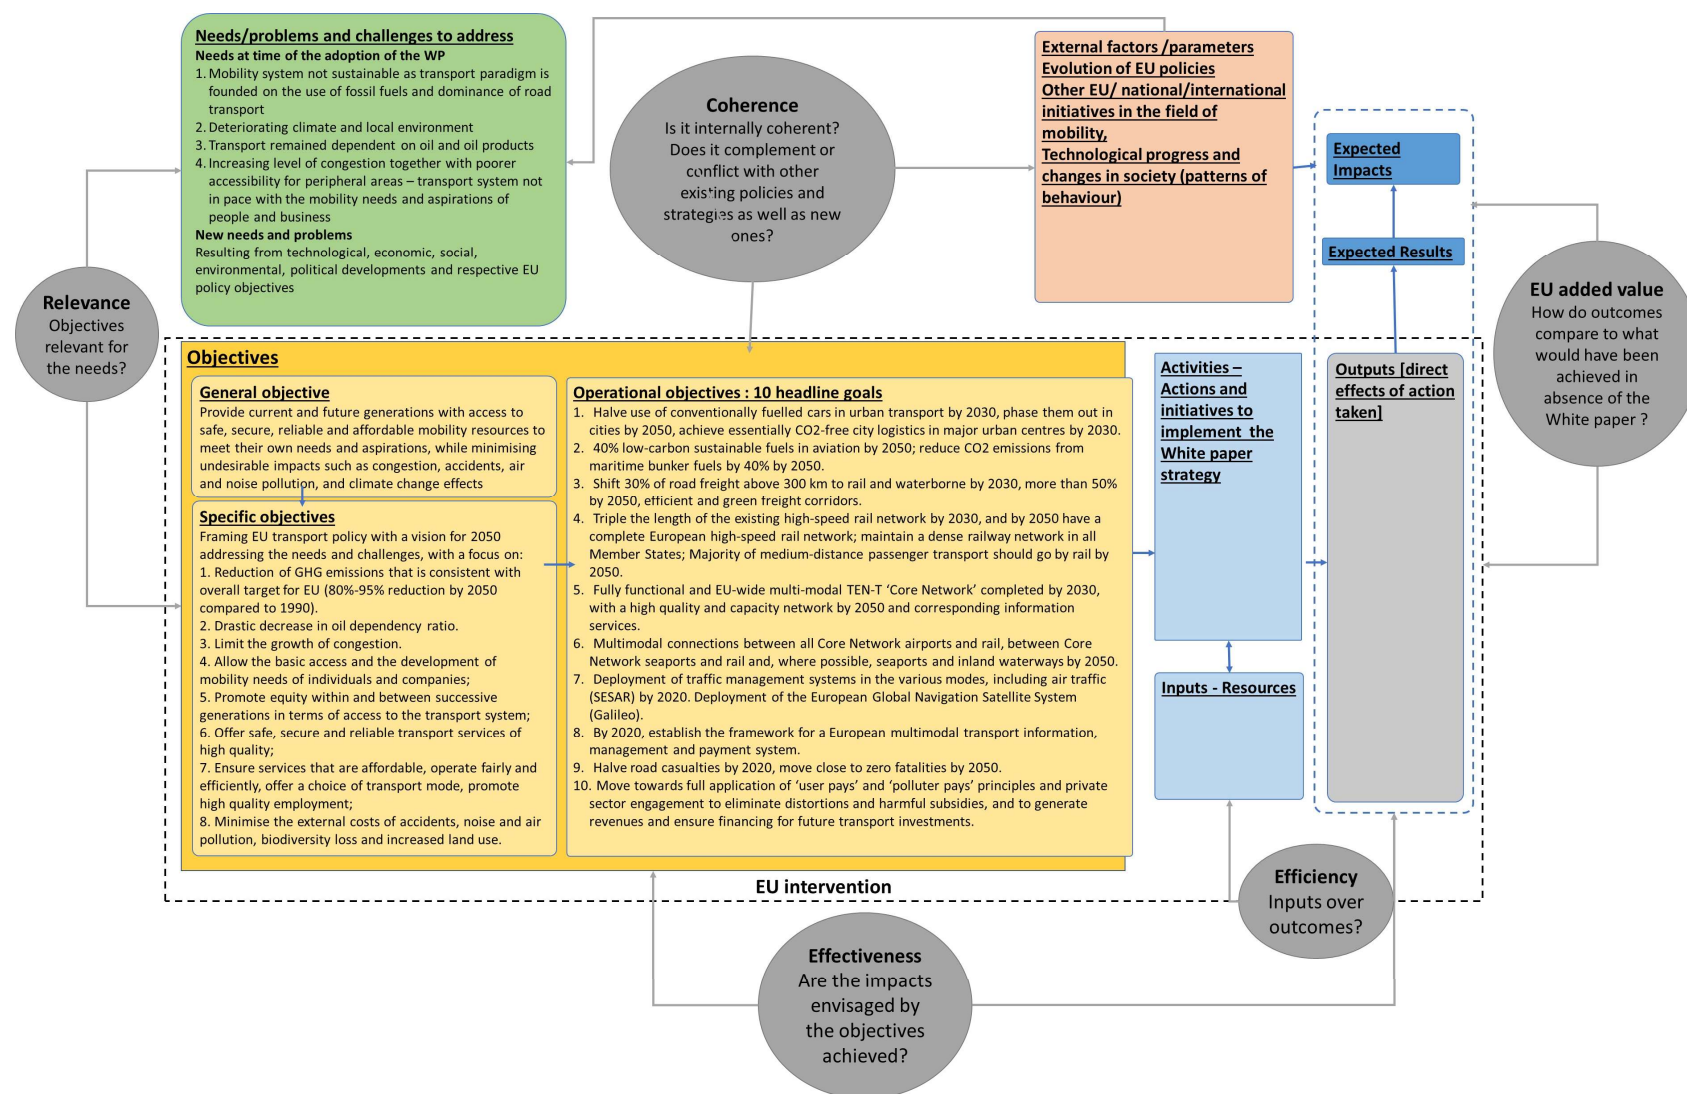 Needs/problems and challenges to address
Needs at time of the adoption of the WP
1. Mobility system not sustainable as transport paradigm is
founded on the use of fossil fuels and dominance of road
transport
2. Deteriorating climate and local environment
3. Transport remained dependent on oil and oil products
4. Increasing level of congestion together with poorer
accessibility for peripheral areas – transport system not
in pace with the mobility needs and aspirations of
people and business
New needs and problems
Resulting from technological, economic, social,
environmental, political developments and respective EU
policy objectives
Coherence
Is it internally coherent?
Does it complement or
conflict with other
existing policies and
strategies as well as new
ones?
External factors /parameters
Evolution of EU policies
Other EU/ national/international
initiatives in the field of
mobility,
Technological progress and
changes in society (patterns of
behaviour)
Expected
Impacts
Expected Results
Relevance
Objectives
relevant for
the needs?
EU added value
How do outcomes
compare to what
would have been
achieved in
absence of the
White paper ?
Objectives
General objective
Provide current and future generations with access to
safe, secure, reliable and affordable mobility resources to
meet their own needs and aspirations, while minimising
undesirable impacts such as congestion, accidents, air
and noise pollution, and climate change effects
Specific objectives
Framing EU transport policy with a vision for 2050
addressing the needs and challenges, with a focus on:
1. Reduction of GHG emissions that is consistent with
overall target for EU (80%-95% reduction by 2050
compared to 1990).
2. Drastic decrease in oil dependency ratio.
3. Limit the growth of congestion.
4. Allow the basic access and the development of
mobility needs of individuals and companies;
5. Promote equity within and between successive
generations in terms of access to the transport system;
6. Offer safe, secure and reliable transport services of
high quality;
7. Ensure services that are affordable, operate fairly and
efficiently, offer a choice of transport mode, promote
high quality employment;
8. Minimise the external costs of accidents, noise and air
pollution, biodiversity loss and increased land use.
Operational objectives : 10 headline goals
1. Halve use of conventionally fuelled cars in urban transport by 2030, phase them out in
cities by 2050, achieve essentially CO2-free city logistics in major urban centres by 2030.
2. 40% low-carbon sustainable fuels in aviation by 2050; reduce CO2 emissions from
maritime bunker fuels by 40% by 2050.
3. Shift 30% of road freight above 300 km to rail and waterborne by 2030, more than 50%
by 2050, efficient and green freight corridors.
4. Triple the length of the existing high-speed rail network by 2030, and by 2050 have a
complete European high-speed rail network; maintain a dense railway network in all
Member States; Majority of medium-distance passenger transport should go by rail by
2050.
5. Fully functional and EU-wide multi-modal TEN-T ‘Core Network’ completed by 2030,
with a high quality and capacity network by 2050 and corresponding information
services.
6. Multimodal connections between all Core Network airports and rail, between Core
Network seaports and rail and, where possible, seaports and inland waterways by 2050.
7. Deployment of traffic management systems in the various modes, including air traffic
(SESAR) by 2020. Deployment of the European Global Navigation Satellite System
(Galileo).
8. By 2020, establish the framework for a European multimodal transport information,
management and payment system.
9. Halve road casualties by 2020, move close to zero fatalities by 2050.
10. Move towards full application of ‘user pays’ and ‘polluter pays’ principles and private
sector engagement to eliminate distortions and harmful subsidies, and to generate
revenues and ensure financing for future transport investments.
Activities –
Actions and
initiatives to
implement the
White paper
strategy
Inputs - Resources
Outputs [direct
effects of action
taken]
EU intervention
Efficiency
Inputs over
outcomes?
Effectiveness
Are the impacts
envisaged by
the objectives
achieved?